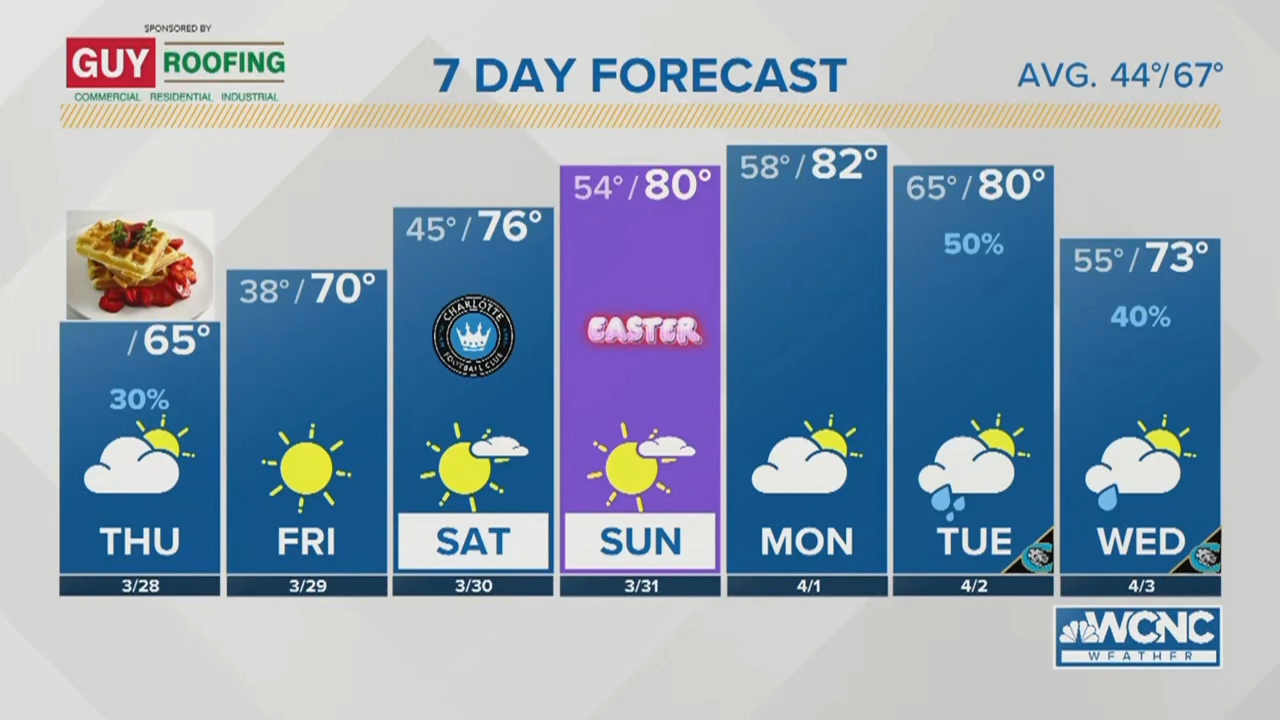 SPONSORED BY
GUY ROOFING
COMMERCIAL RESIDENTIAL INDUSTRIAL
7 DAY FORECAST
AVG. 44°/67°
/65°
30%
THU
3/28
38°/70°
FRI
3/29
45°/76°
CHARLOTTE
FOOTBALL CLUB
SAT
3/30
54°/80°
EASTER
SUN
3/31
58°/82°
MON
4/1
65°/80°
50%
TUE
4/2
55°/73°
40%
WED
4/3
WCNC
WEATHER